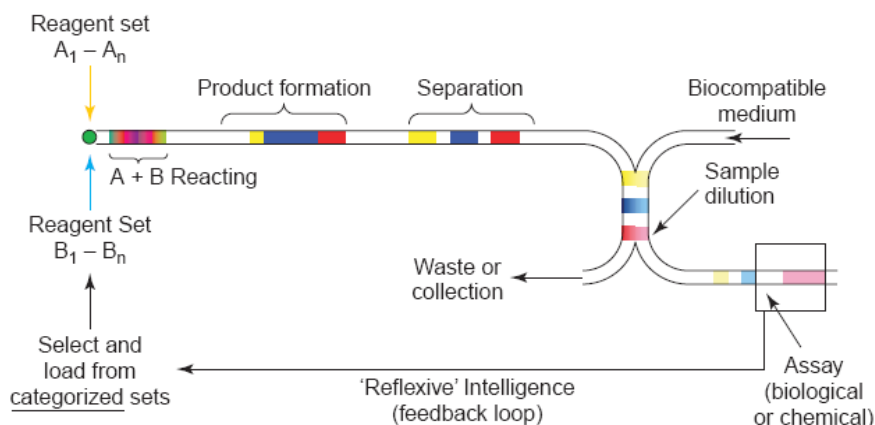 Reagent set
A₁ – Aₙ
Product formation
Separation
Biocompatible
medium
A + B Reacting
Sample
dilution
Reagent Set
B₁ – Bₙ
Waste or
collection
Select and
load from
categorized sets
'Reflexive' Intelligence
(feedback loop)
Assay
(biological
or chemical)